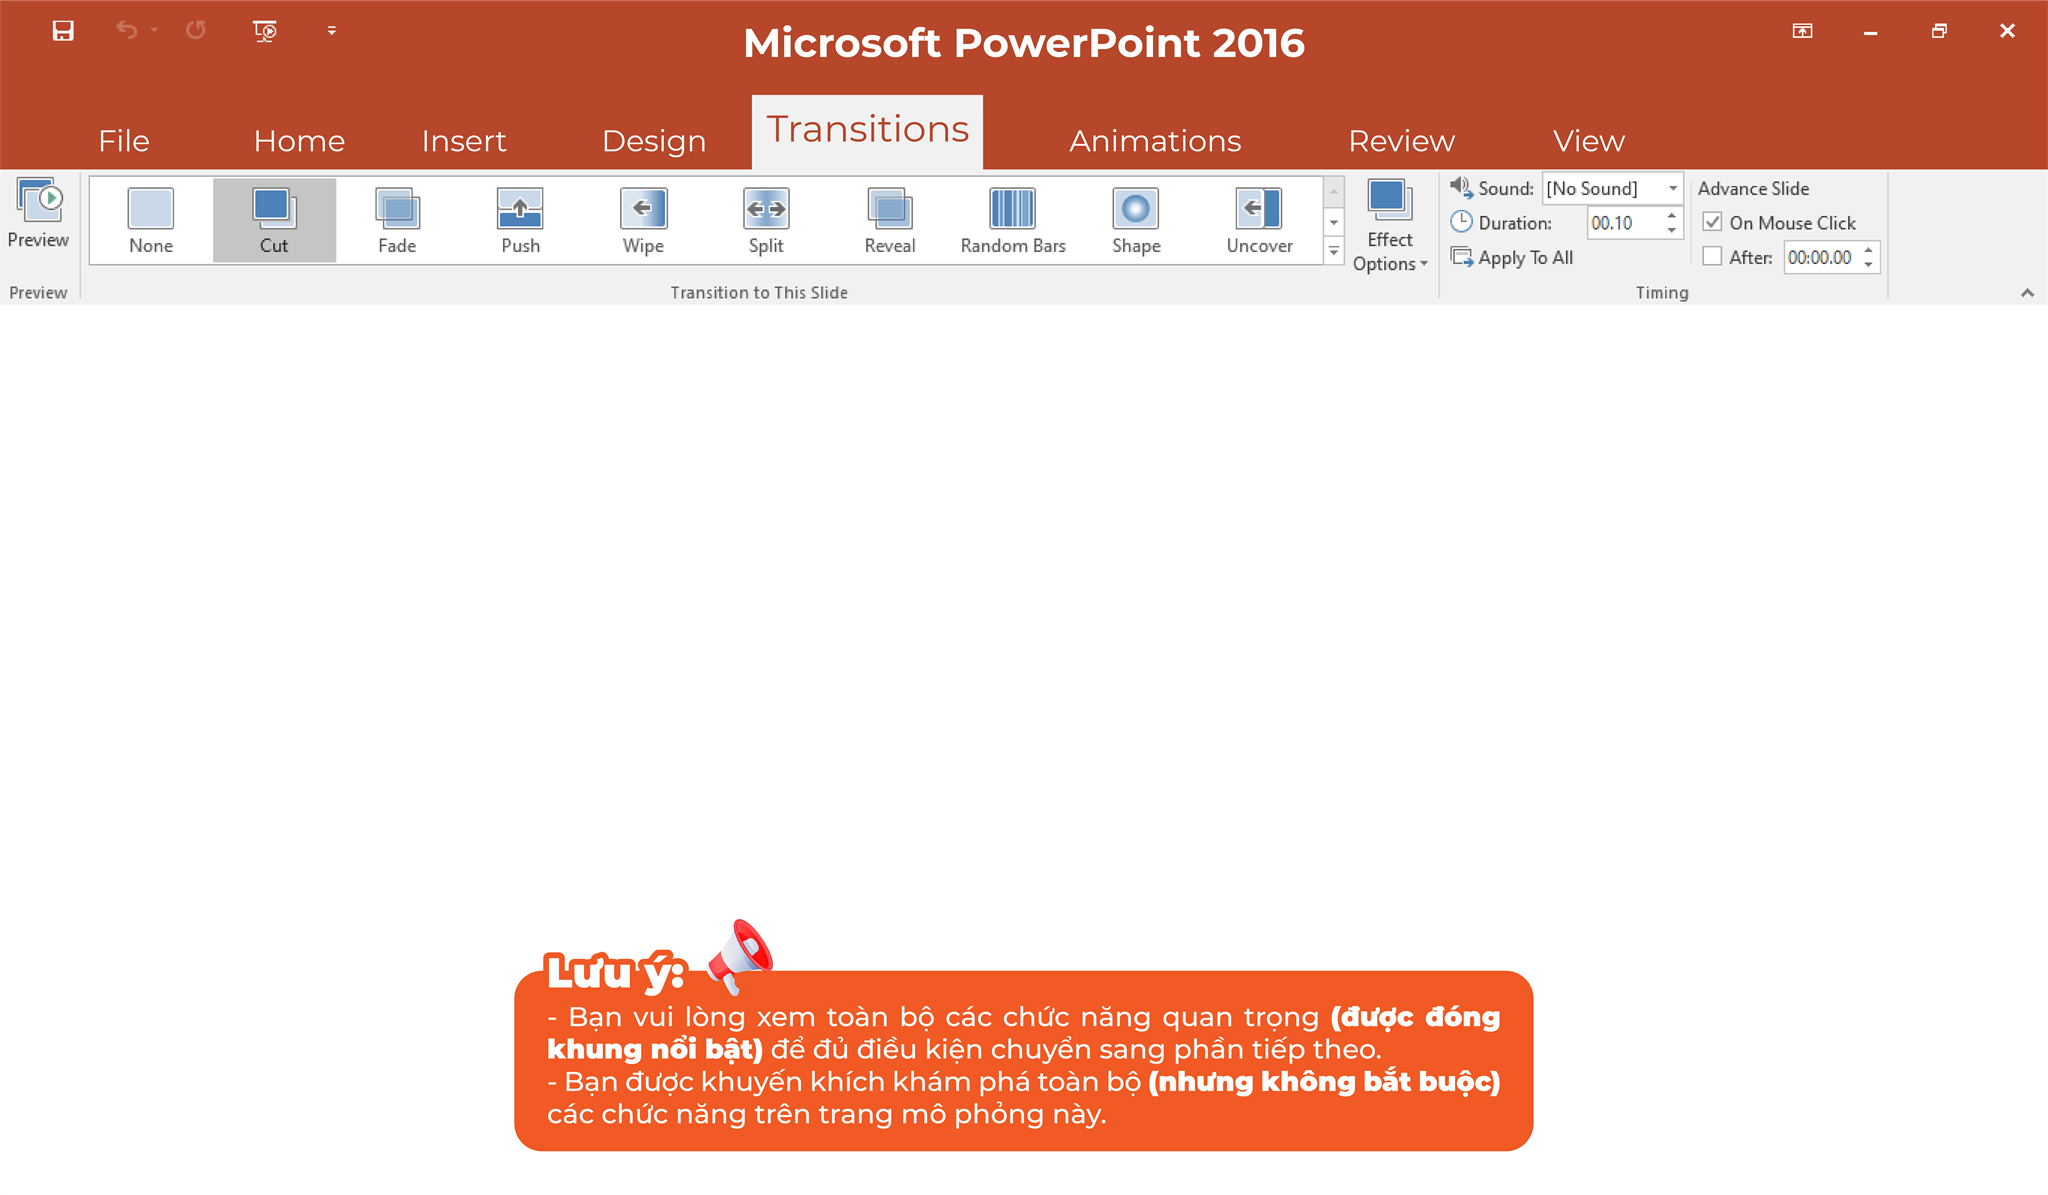 Microsoft PowerPoint 2016
File Home Insert Design Transitions Animations Review View
Preview
None Cut Fade Push Wipe Split Reveal Random Bars Shape Uncover
Effect
Options
Sound: [No Sound]
Duration: 00.10
Apply To All
Advance Slide
On Mouse Click
After: 00:00.00
Preview
Transition to This Slide
Timing
Lưu ý:
- Bạn vui lòng xem toàn bộ các chức năng quan trọng (được đóng
khung nổi bật) để đủ điều kiện chuyển sang phần tiếp theo.
- Bạn được khuyến khích khám phá toàn bộ (nhưng không bắt buộc)
các chức năng trên trang mô phỏng này.